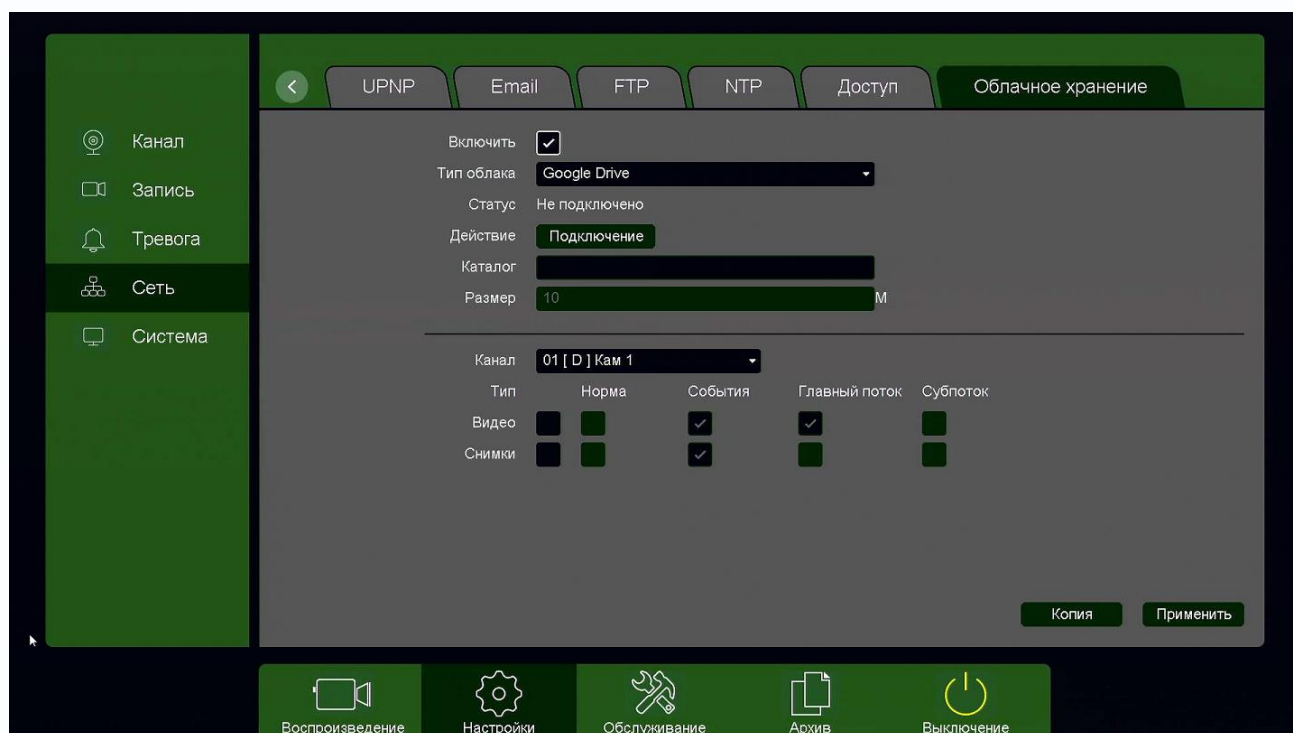 UPNP Email FTP NTP Доступ Облачное хранение
Канал
Запись
Тревога
Сеть
Система
Включить
Тип облака Google Drive
Статус Не подключено
Действие Подключение
Каталог
Размер 10 M
Канал 01 [ D ] Кам 1
Тип Норма События Главный поток Субпоток
Видео
Снимки
Копия Применить
Воспроизведение Настройки Обслуживание Архив Выключение